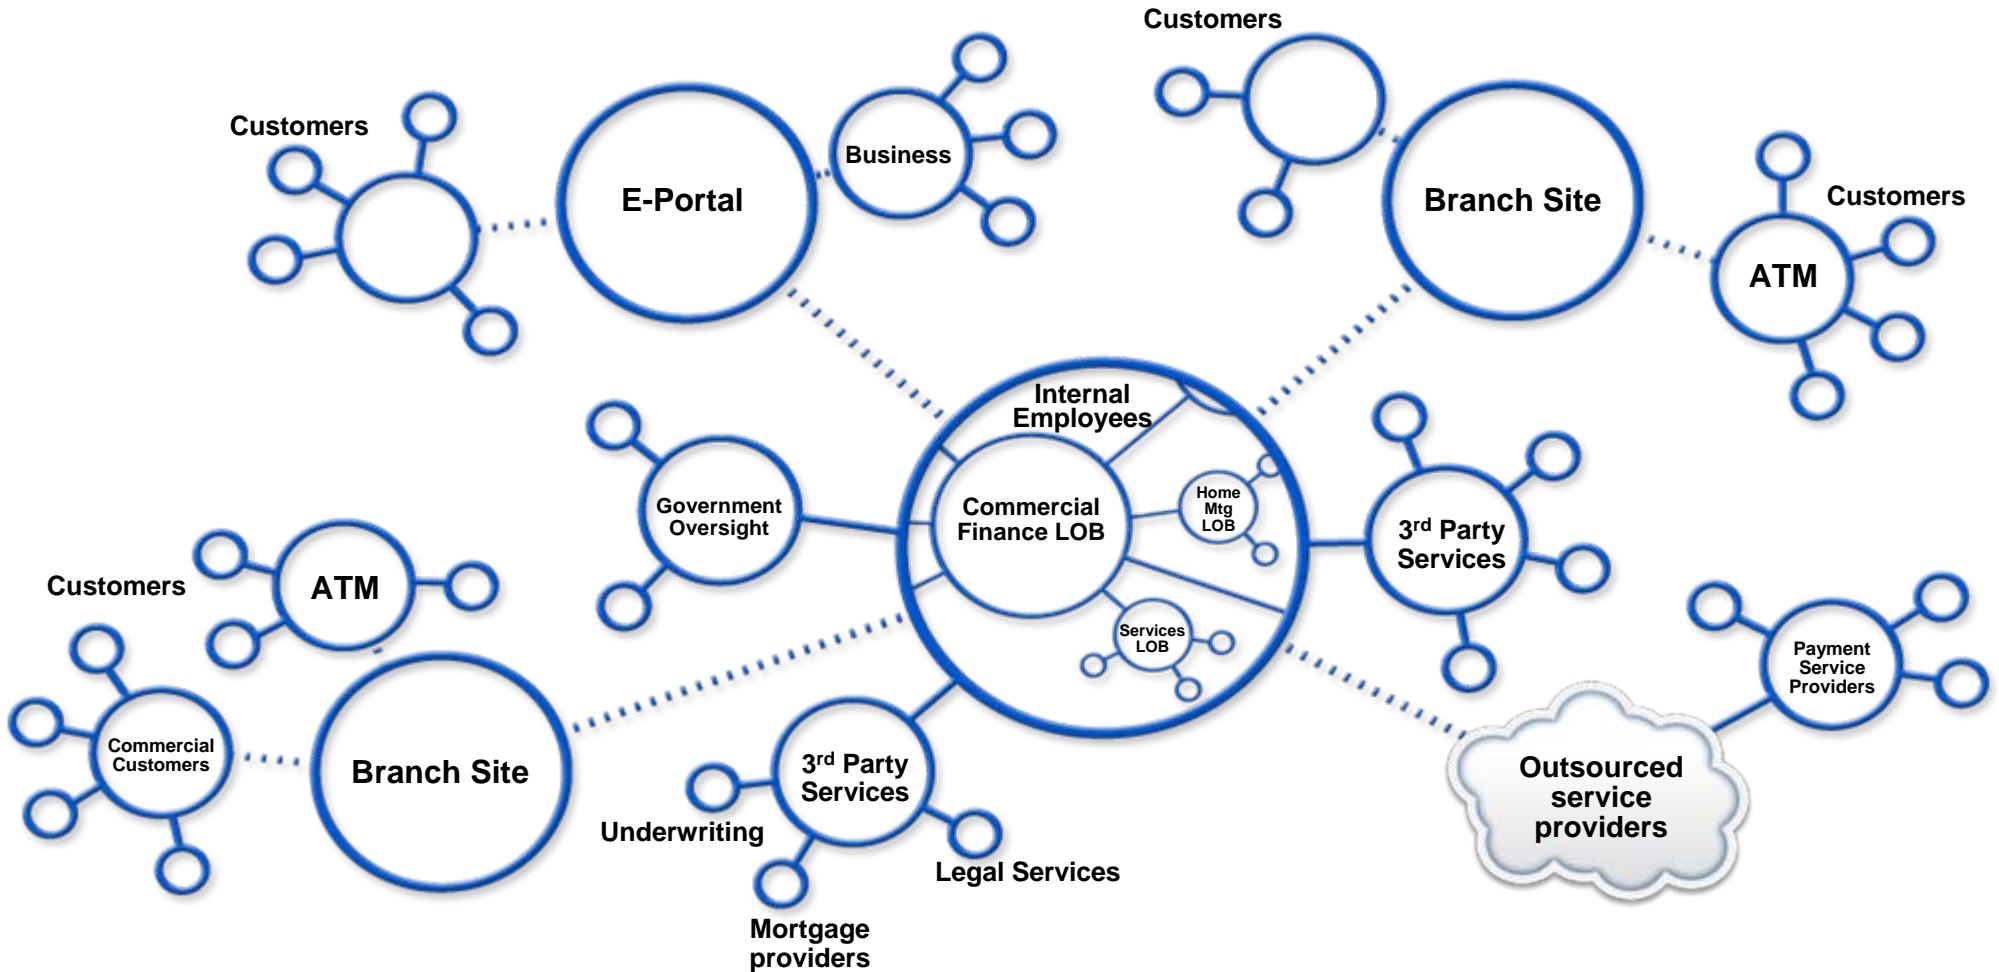 Customers
Customers
Business
E-Portal
Branch Site
Customers
ATM
Internal
Employees
Government
Oversight
Commercial
Finance LOB
Home
Mtg
LOB
3rd Party
Services
Customers
ATM
Services
LOB
Payment
Service
Providers
Commercial
Customers
Branch Site
3rd Party
Services
Outsourced
service
providers
Underwriting
Legal Services
Mortgage
providers